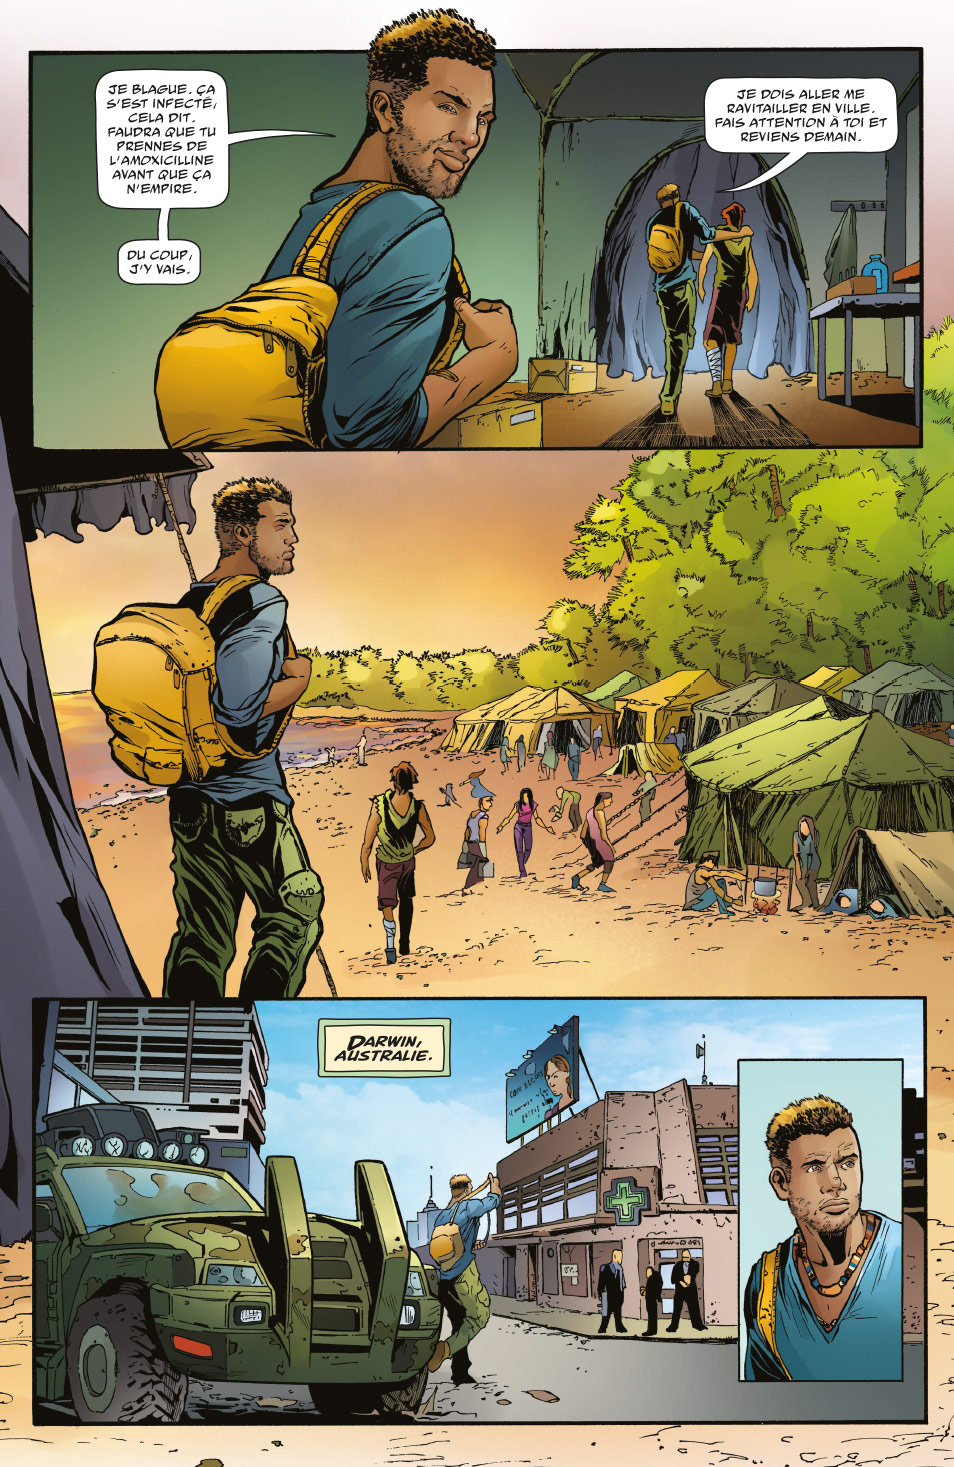 JE BLAGUE. ÇA
S'EST INFECTÉ,
CELA DIT.
FAUDRA QUE TU
PRENNES DE
L'AMOXICILLINE
AVANT QUE ÇA
N'EMPIRE.
DU COUP,
J'Y VAIS.
JE DOIS ALLER ME
RAVITAILLER EN VILLE.
FAIS ATTENTION À TOI ET
REVIENS DEMAIN.
DARWIN,
AUSTRALIE.